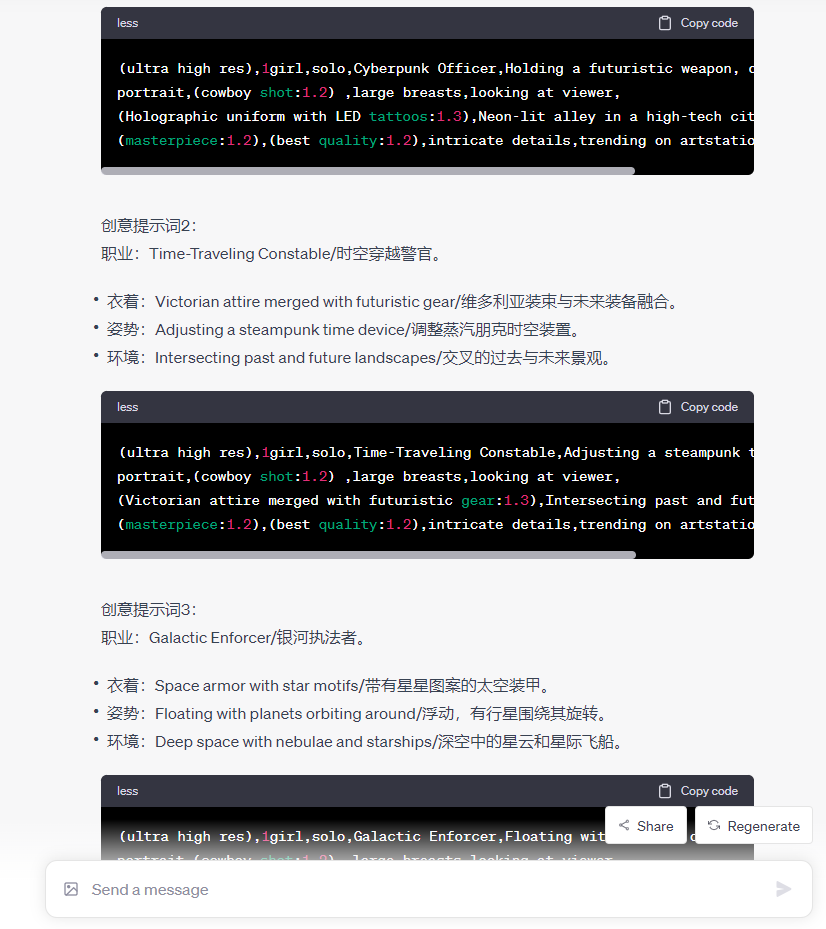 less
Copy code
(ultra high res),1girl,solo,Cyberpunk Officer,Holding a futuristic weapon,
portrait,(cowboy shot:1.2) ,large breasts,looking at viewer,
(Holographic uniform with LED tattoos:1.3),Neon-lit alley in a high-tech cit
(masterpiece:1.2),(best quality:1.2),intricate details,trending on artstatio
创意提示词2：
职业：Time-Traveling Constable/时空穿越警官。
• 衣着：Victorian attire merged with futuristic gear/维多利亚装束与未来装备融合。
• 姿势：Adjusting a steampunk time device/调整蒸汽朋克时空装置。
• 环境：Intersecting past and future landscapes/交叉的过去与未来景观。
less
Copy code
(ultra high res),1girl,solo,Time-Traveling Constable,Adjusting a steampunk t
portrait,(cowboy shot:1.2) ,large breasts,looking at viewer,
(Victorian attire merged with futuristic gear:1.3),Intersecting past and fut
(masterpiece:1.2),(best quality:1.2),intricate details,trending on artstatio
创意提示词3：
职业：Galactic Enforcer/银河执法者。
• 衣着：Space armor with star motifs/带有星星图案的太空装甲。
• 姿势：Floating with planets orbiting around/浮动，有行星围绕其旋转。
• 环境：Deep space with nebulae and starships/深空中的星云和星际飞船。
less
Copy code
Share
Regenerate
(ultra high res),1girl,solo,Galactic Enforcer,Floating wit
portrait,(cowboy shot:1.2) ,large breasts,looking at viewer
Send a message